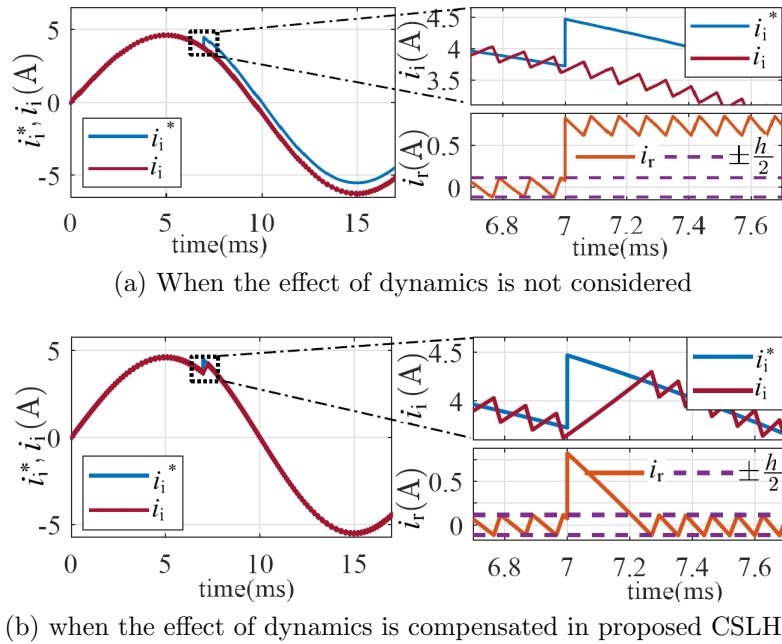 5
0
-5
i_i^*, i_i (A)
i_i^*
i_i
0 5 10 15
time(ms)
4.5
4
3.5
i_i (A)
i_i^*
i_i
0.5
0
i_r(A)
i_r ± h/2
6.8 7 7.2 7.4 7.6
time(ms)
(a) When the effect of dynamics is not considered
5
0
-5
i_i^*, i_i (A)
i_i^*
i_i
0 5 10 15
time(ms)
4.5
4
i_i (A)
i_i^*
i_i
0.5
0
i_r(A)
i_r ± h/2
6.8 7 7.2 7.4 7.6
time(ms)
(b) when the effect of dynamics is compensated in proposed CSLH